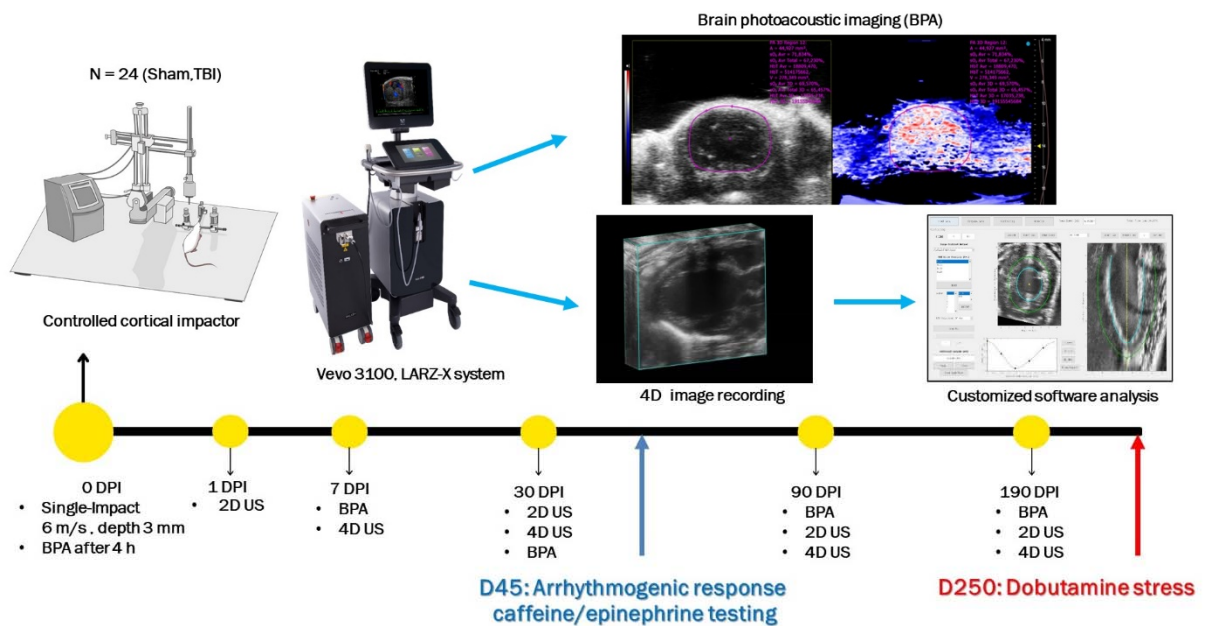 Brain photoacoustic imaging (BPA)
N = 24 (Sham,TBI)
Controlled cortical impactor
Vevo 3100, LARZ-X system
4D image recording
Customized software analysis
0 DPI
• Single-Impact
6 m/s , depth 3 mm
• BPA after 4 h
1 DPI
• 2D US
7 DPI
• BPA
• 4D US
30 DPI
• 2D US
• 4D US
• BPA
90 DPI
• BPA
• 2D US
• 4D US
190 DPI
• BPA
• 2D US
• 4D US
D45: Arrhythmogenic response
caffeine/epinephrine testing
D250: Dobutamine stress